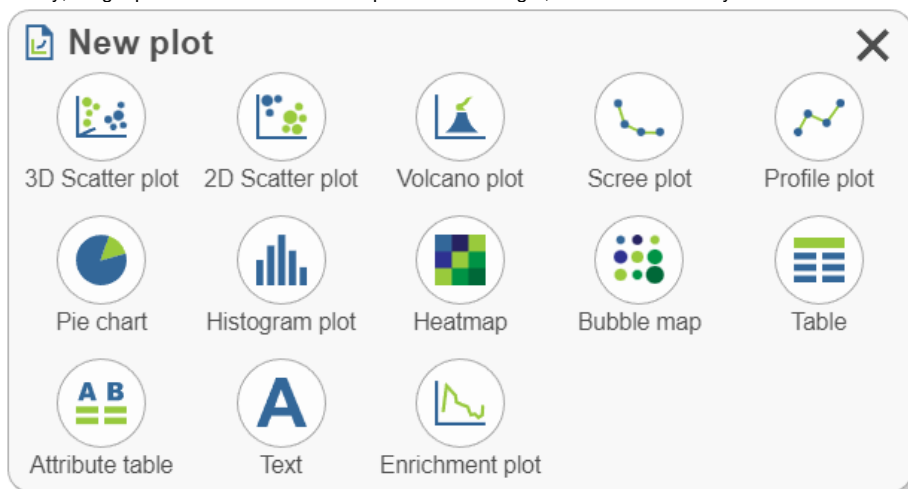 New plot
3D Scatter plot 2D Scatter plot Volcano plot Scree plot Profile plot
Pie chart Histogram plot Heatmap Bubble map Table
A B
A
Attribute table Text Enrichment plot